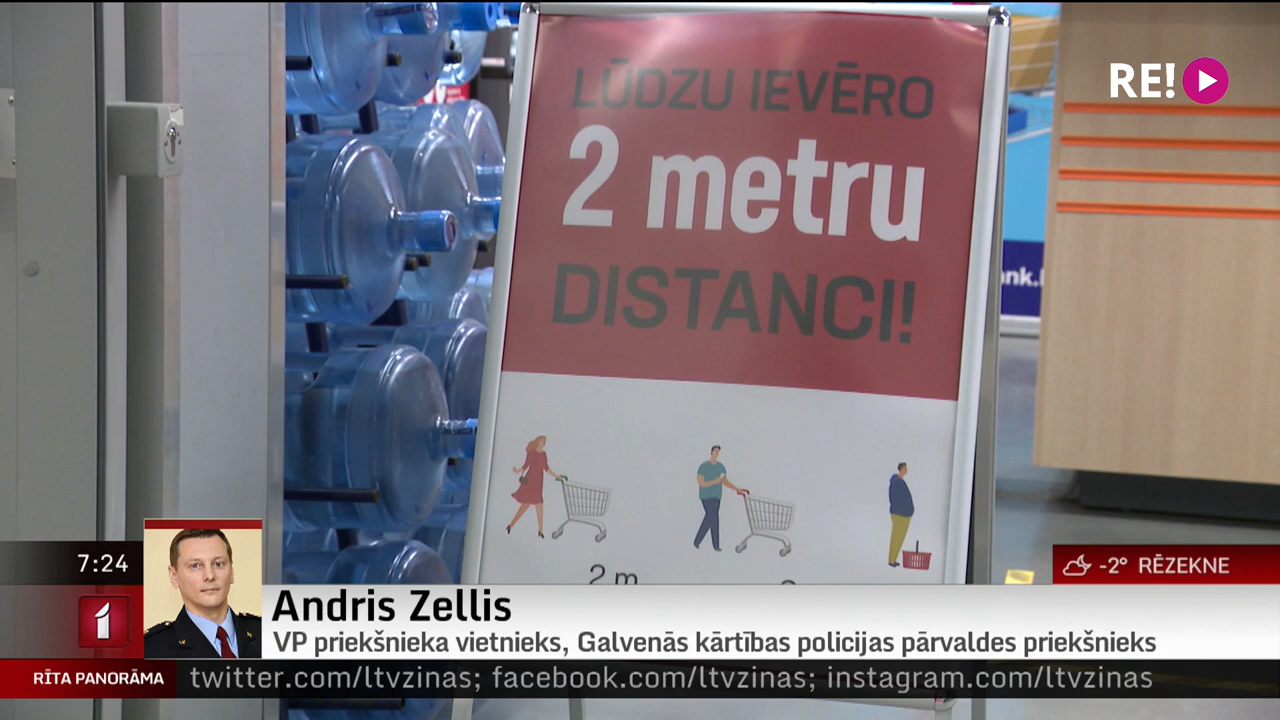 RE!
LŪDZU IEVĒRO
2 metru
DISTANCI!
2 m
7:24
-2° RĒZEKNE
1
Andris Zellis
VP priekšnieka vietnieks, Galvenās kārtības policijas pārvaldes priekšnieks
RĪTA PANORĀMA
twitter.com/ltvzinas; facebook.com/ltvzinas; instagram.com/ltvzinas